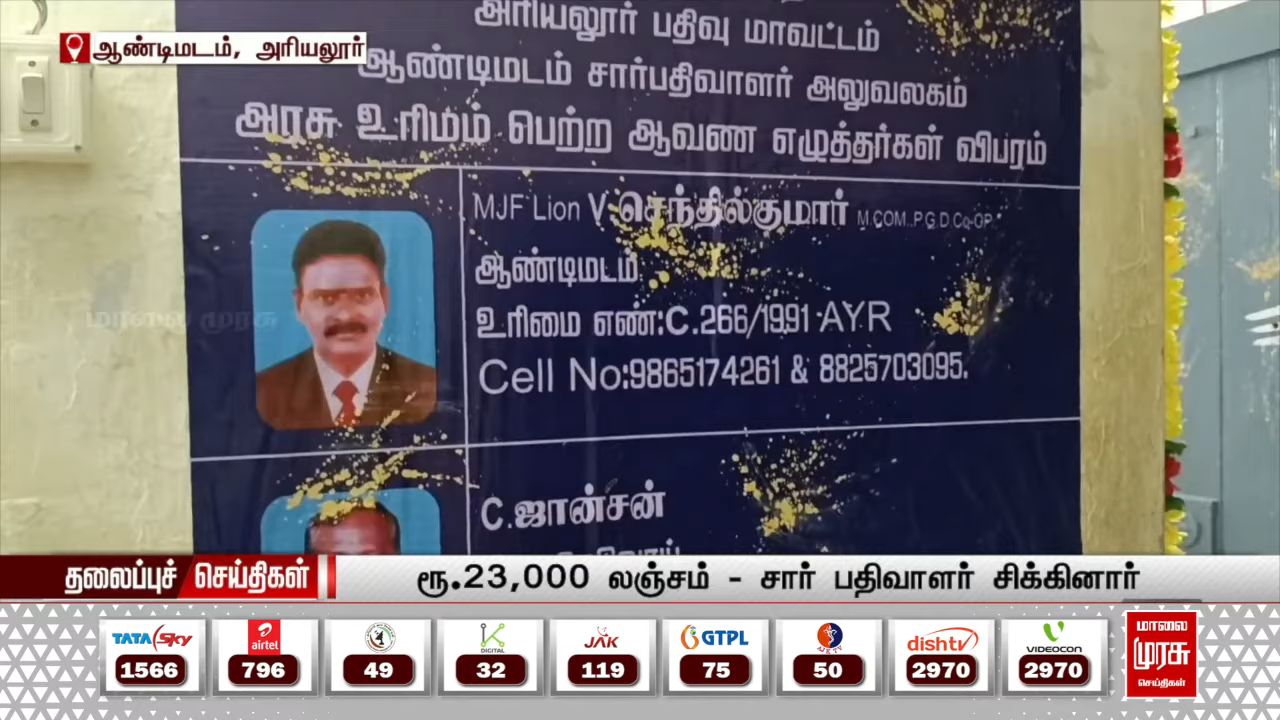 அரியலூர் பதிவு மாவட்டம்
ஆண்டிமடம், அரியலூர்
ஆண்டிமடம் சார்பதிவாளர் அலுவலகம்
அரசு உரிமம் பெற்ற ஆவண எழுத்தர்கள் விபரம்
MJF Lion V.செந்தில்குமார் M.COM.,P.G.D.Co-OP
ஆண்டிமடம்
உரிமை எண்:C.266/1991 AYR
Cell No:9865174261 & 8825703095.
மாலை முரசு
C.ஜான்சன்
தலைப்புச் செய்திகள்
ரூ.23,000 லஞ்சம் - சார் பதிவாளர் சிக்கினார்
TATA Sky
1566
airtel
796
49
DIGITAL
32
JAK
119
GTPL
75
AJK TV
50
dishtv
2970
VIDEOCON
2970
மாலை
முரசு
செய்திகள்